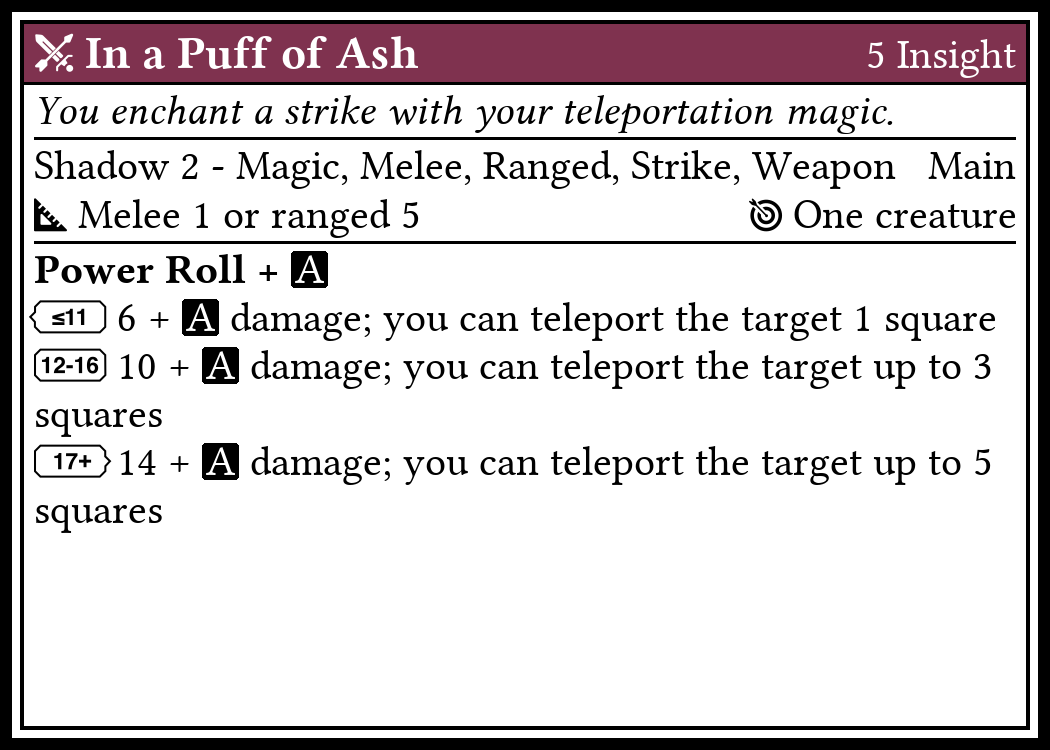 In a Puff of Ash 5 Insight
You enchant a strike with your teleportation magic.
Shadow 2 - Magic, Melee, Ranged, Strike, Weapon Main
Melee 1 or ranged 5 One creature
Power Roll + A
≤11 6 + A damage; you can teleport the target 1 square
12-16 10 + A damage; you can teleport the target up to 3
squares
17+ 14 + A damage; you can teleport the target up to 5
squares